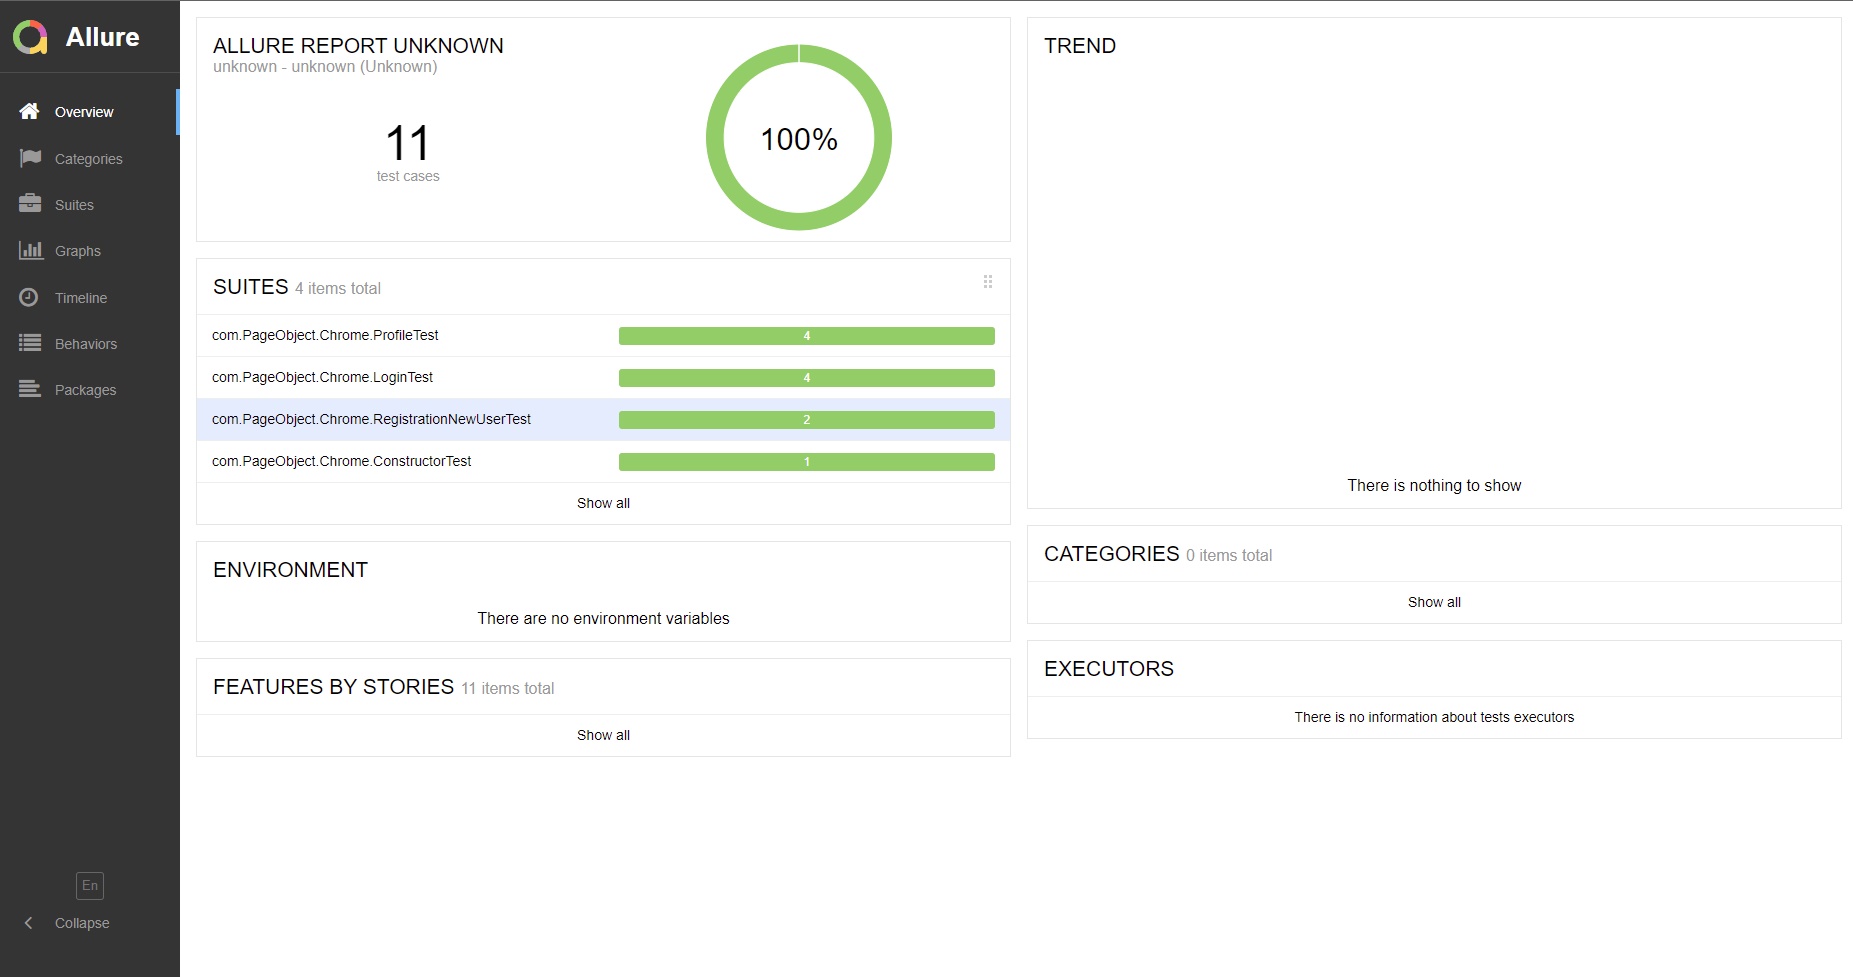 Allure
Overview
Categories
Suites
Graphs
Timeline
Behaviors
Packages
En
Collapse
ALLURE REPORT UNKNOWN
unknown - unknown (Unknown)
11
test cases
100%
SUITES 4 items total
com.PageObject.Chrome.ProfileTest 4
com.PageObject.Chrome.LoginTest 4
com.PageObject.Chrome.RegistrationNewUserTest 2
com.PageObject.Chrome.ConstructorTest 1
Show all
ENVIRONMENT
There are no environment variables
FEATURES BY STORIES 11 items total
Show all
TREND
There is nothing to show
CATEGORIES 0 items total
Show all
EXECUTORS
There is no information about tests executors